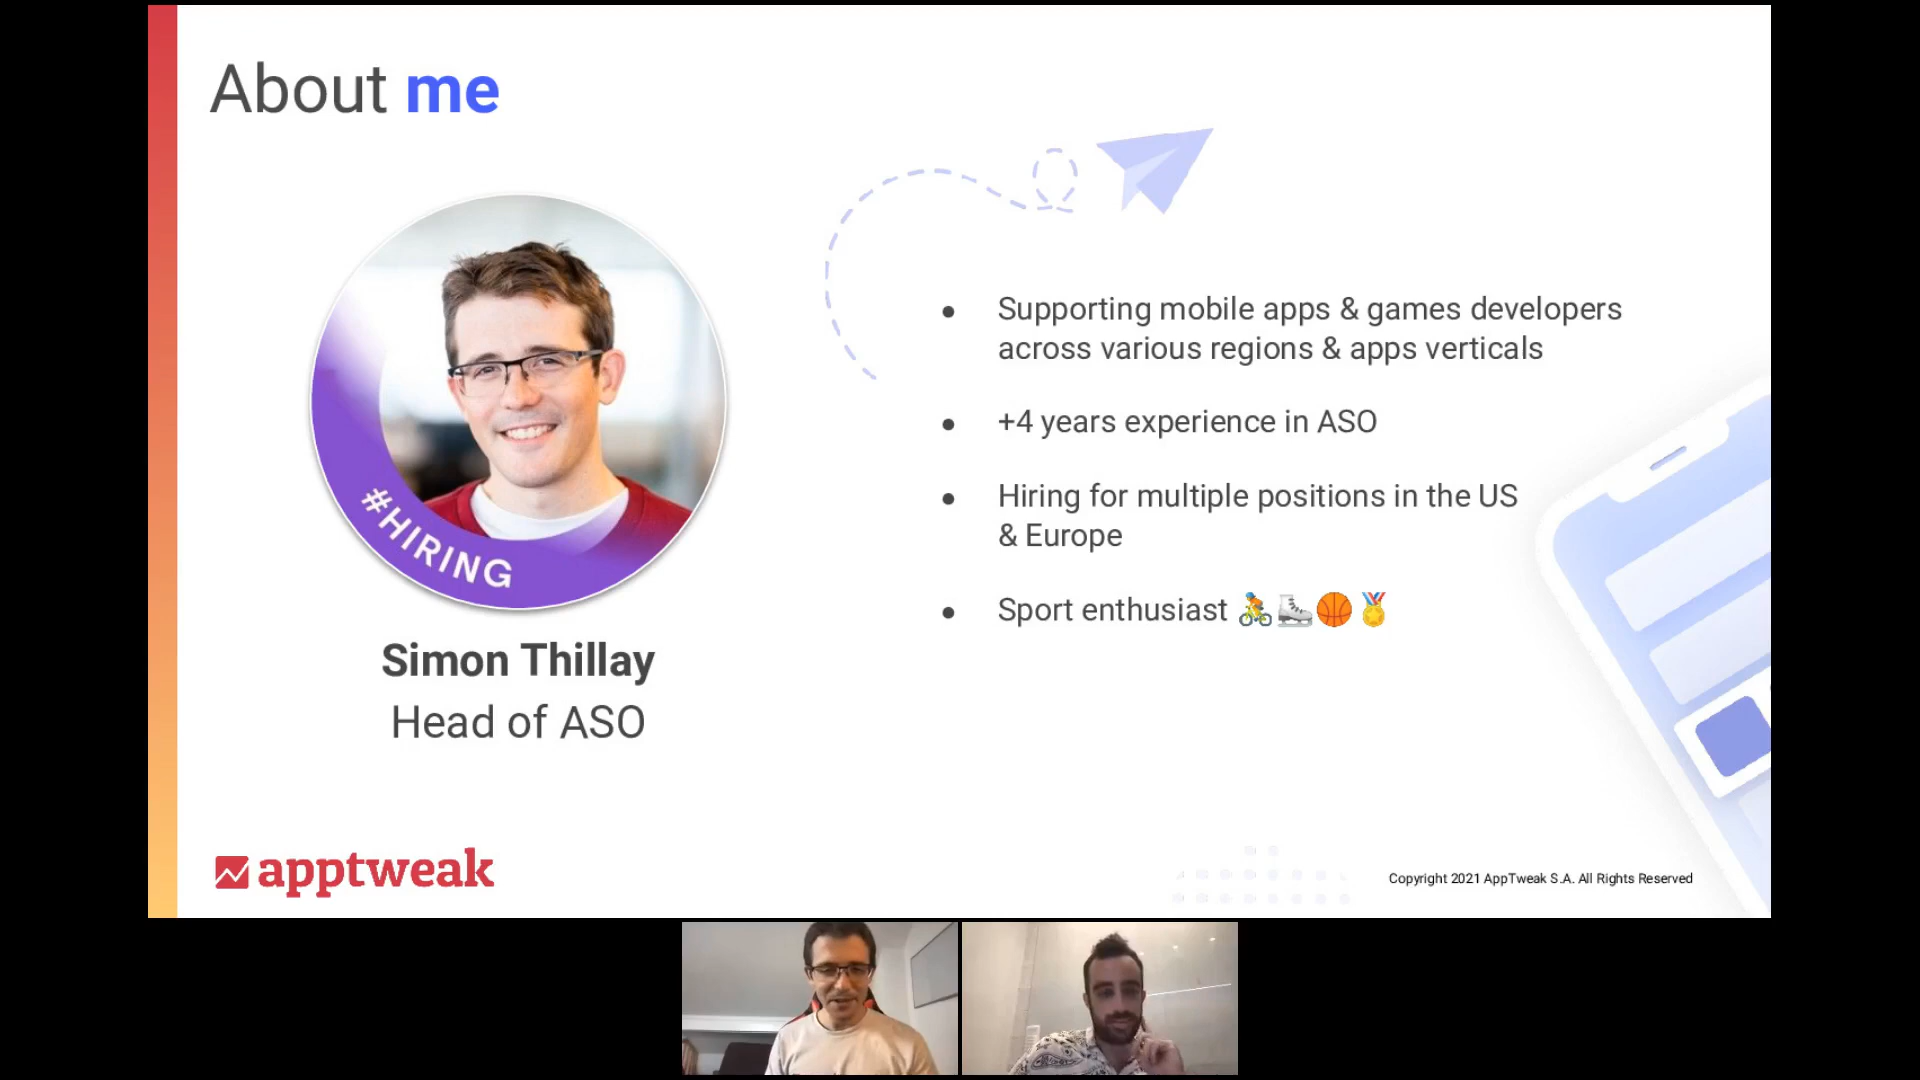 About me
#HIRING
Simon Thillay
Head of ASO
• Supporting mobile apps & games developers
across various regions & apps verticals
• +4 years experience in ASO
• Hiring for multiple positions in the US
& Europe
• Sport enthusiast 🚴⛸️🏀🏅
apptweak
Copyright 2021 AppTweak S.A. All Rights Reserved